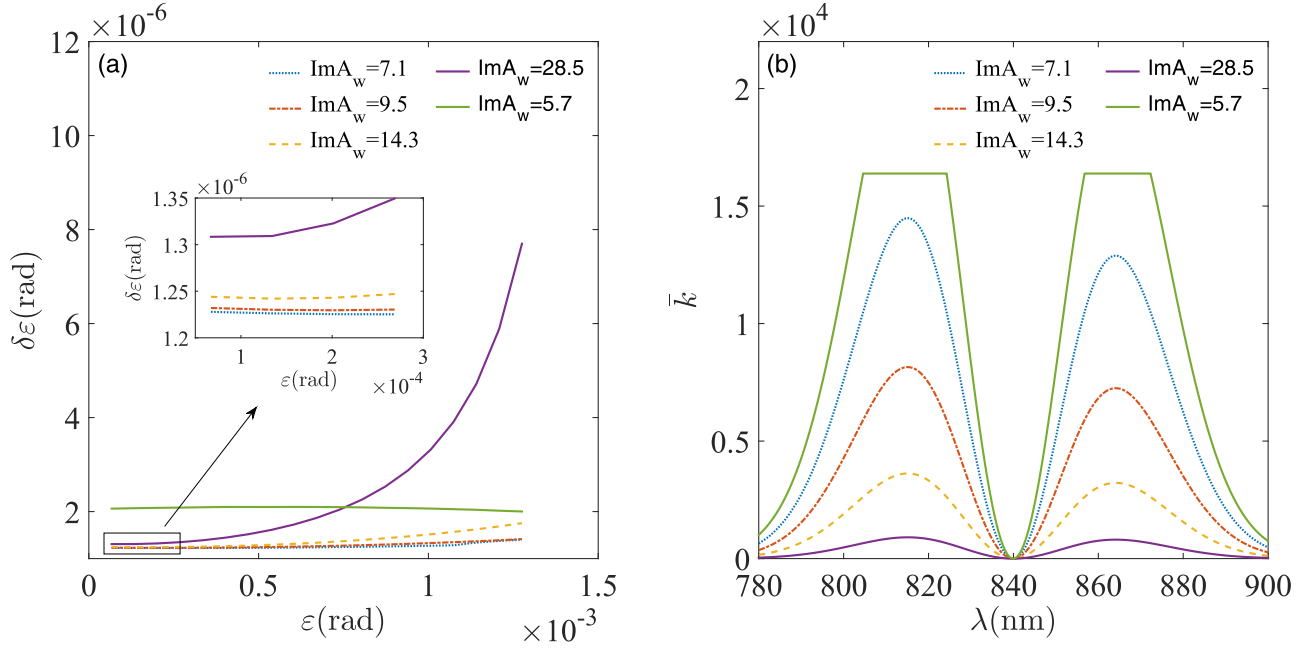 ×10⁻⁶
(a)
ImA_w=7.1
ImA_w=9.5
ImA_w=14.3
ImA_w=28.5
ImA_w=5.7
12
10
8
6
4
2
δε(rad)
0
0.5
1
1.5
ε(rad)
×10⁻³
×10⁻⁶
1.35
1.3
1.25
1.2
δε(rad)
1
2
3
ε(rad)
×10⁻⁴
×10⁴
(b)
ImA_w=7.1
ImA_w=9.5
ImA_w=14.3
ImA_w=28.5
ImA_w=5.7
2
1.5
1
0.5
0
k̄
780
800
820
840
860
880
900
λ(nm)